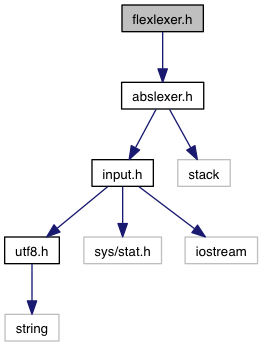 flexlexer.h
abslexer.h
input.h
stack
utf8.h
sys/stat.h
iostream
string